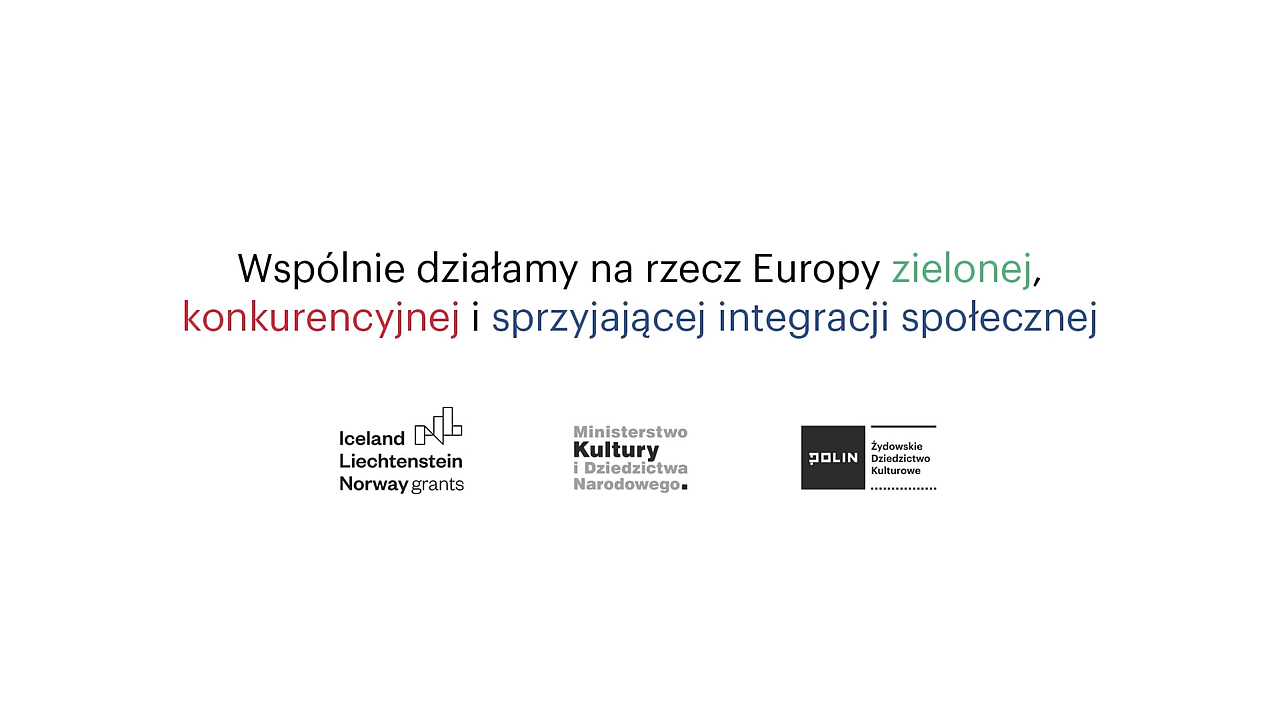 Wspólnie działamy na rzecz Europy zielonej,
konkurencyjnej i sprzyjającej integracji społecznej
Iceland
Liechtenstein
Norway grants
Ministerstwo
Kultury
i Dziedzictwa
Narodowego.
POLIN
Żydowskie
Dziedzictwo
Kulturowe